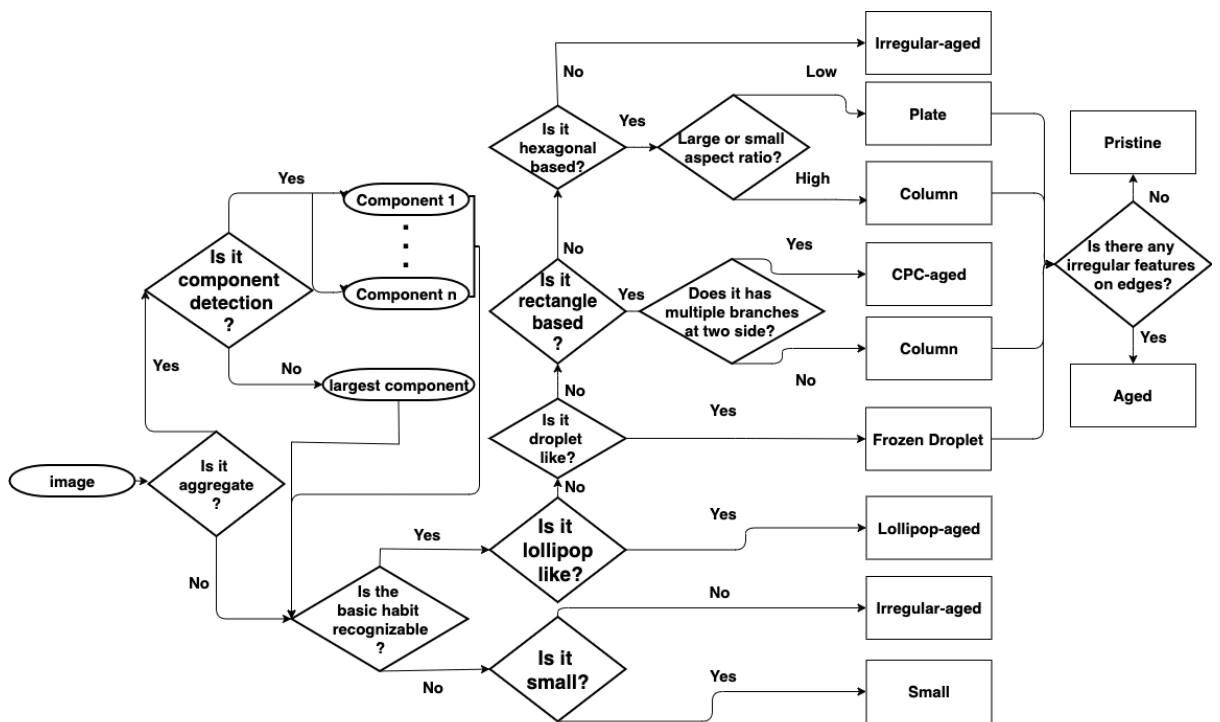 image
Is it
aggregate
?
Yes
No
Is it
component
detection
?
Yes
No
Component 1
Component n
largest component
Is the
basic habit
recognizable
?
Yes
No
Is it
small?
No
Yes
Is it
lollipop
like?
Yes
No
Is it
droplet
like?
Yes
No
Is it
rectangle
based
?
Yes
No
Does it has
multiple branches
at two side?
Yes
No
Is it
hexagonal
based?
No
Yes
Large or small
aspect ratio?
Low
High
Irregular-aged
Plate
Column
CPC-aged
Column
Frozen Droplet
Lollipop-aged
Irregular-aged
Small
Pristine
No
Is there any
irregular features
on edges?
Yes
Aged